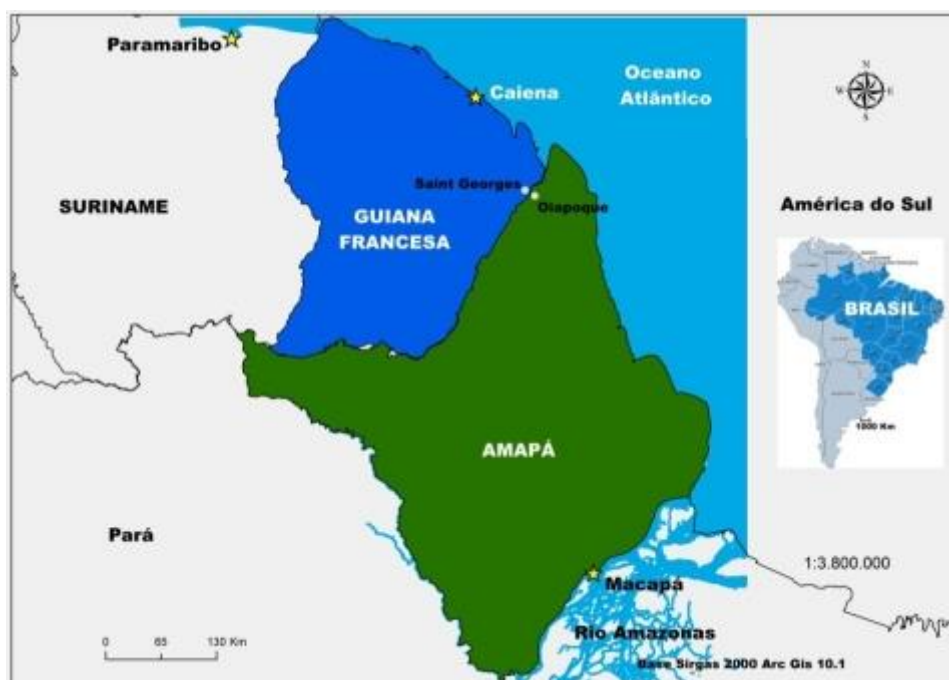 Paramaribo
Caiena
Oceano
Atlântico
N
W
E
S
Saint Georges
Oiapoque
SURINAME
GUIANA
FRANCESA
América do Sul
BRASIL
1000 Km
AMAPÁ
Pará
1:3.800.000
Macapá
Rio Amazonas
0 65 130 Km
Base Sirgas 2000 Arc Gis 10.1